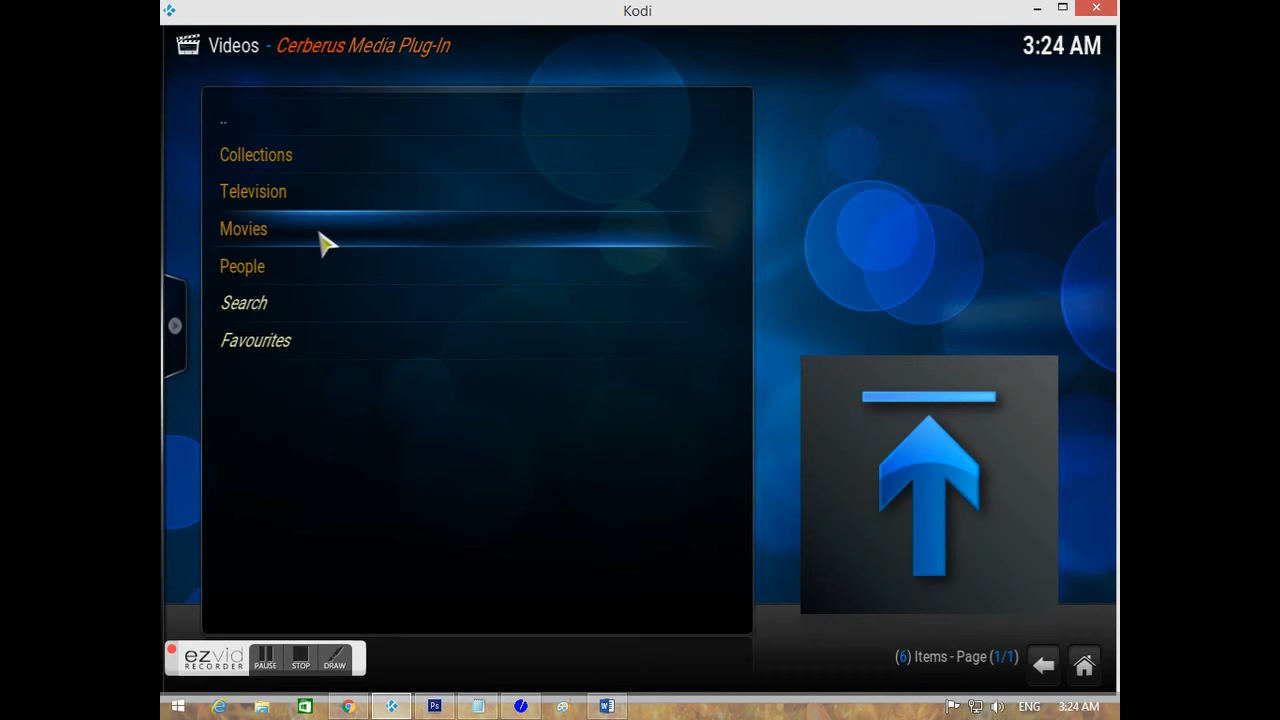 Kodi
Videos - Cerberus Media Plug-In
3:24 AM
..
Collections
Television
Movies
People
Search
Favourites
ezvid
RECORDER
PAUSE
STOP
DRAW
(6) Items - Page (1/1)
Ps
W
ENG
3:24 AM